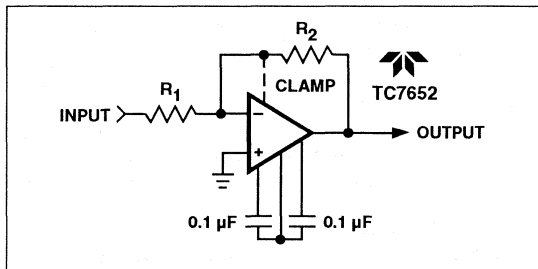 R2
R1
CLAMP
TC7652
INPUT
−
+
OUTPUT
0.1 µF
0.1 µF